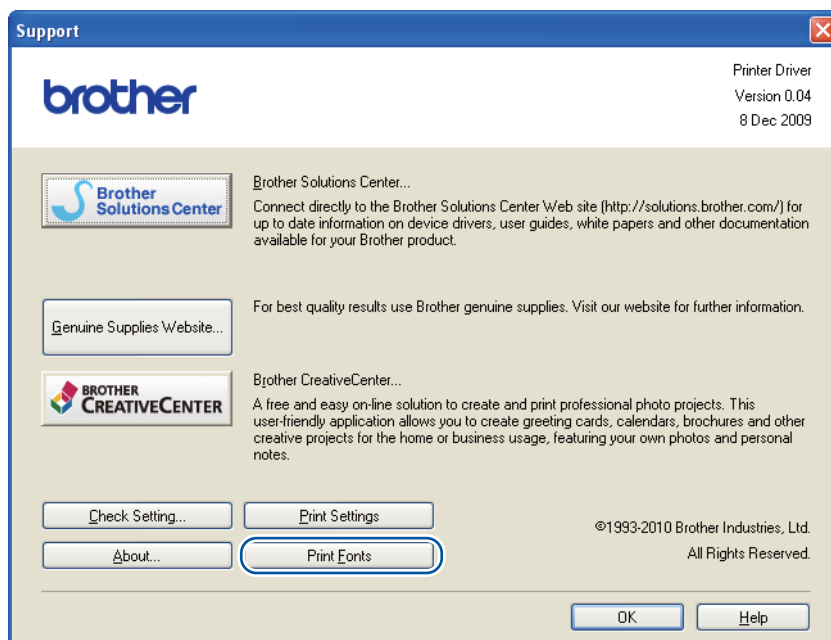 Support
brother
Printer Driver
Version 0.04
8 Dec 2009
Brother
Solutions Center
Brother Solutions Center...
Connect directly to the Brother Solutions Center Web site (http://solutions.brother.com/) for
up to date information on device drivers, user guides, white papers and other documentation
available for your Brother product.
Genuine Supplies Website...
For best quality results use Brother genuine supplies. Visit our website for further information.
BROTHER
CREATIVECENTER
Brother CreativeCenter...
A free and easy on-line solution to create and print professional photo projects. This
user-friendly application allows you to create greeting cards, calendars, brochures and other
creative projects for the home or business usage, featuring your own photos and personal
notes.
Check Setting...
Print Settings
About...
Print Fonts
©1993-2010 Brother Industries, Ltd.
All Rights Reserved.
OK
Help